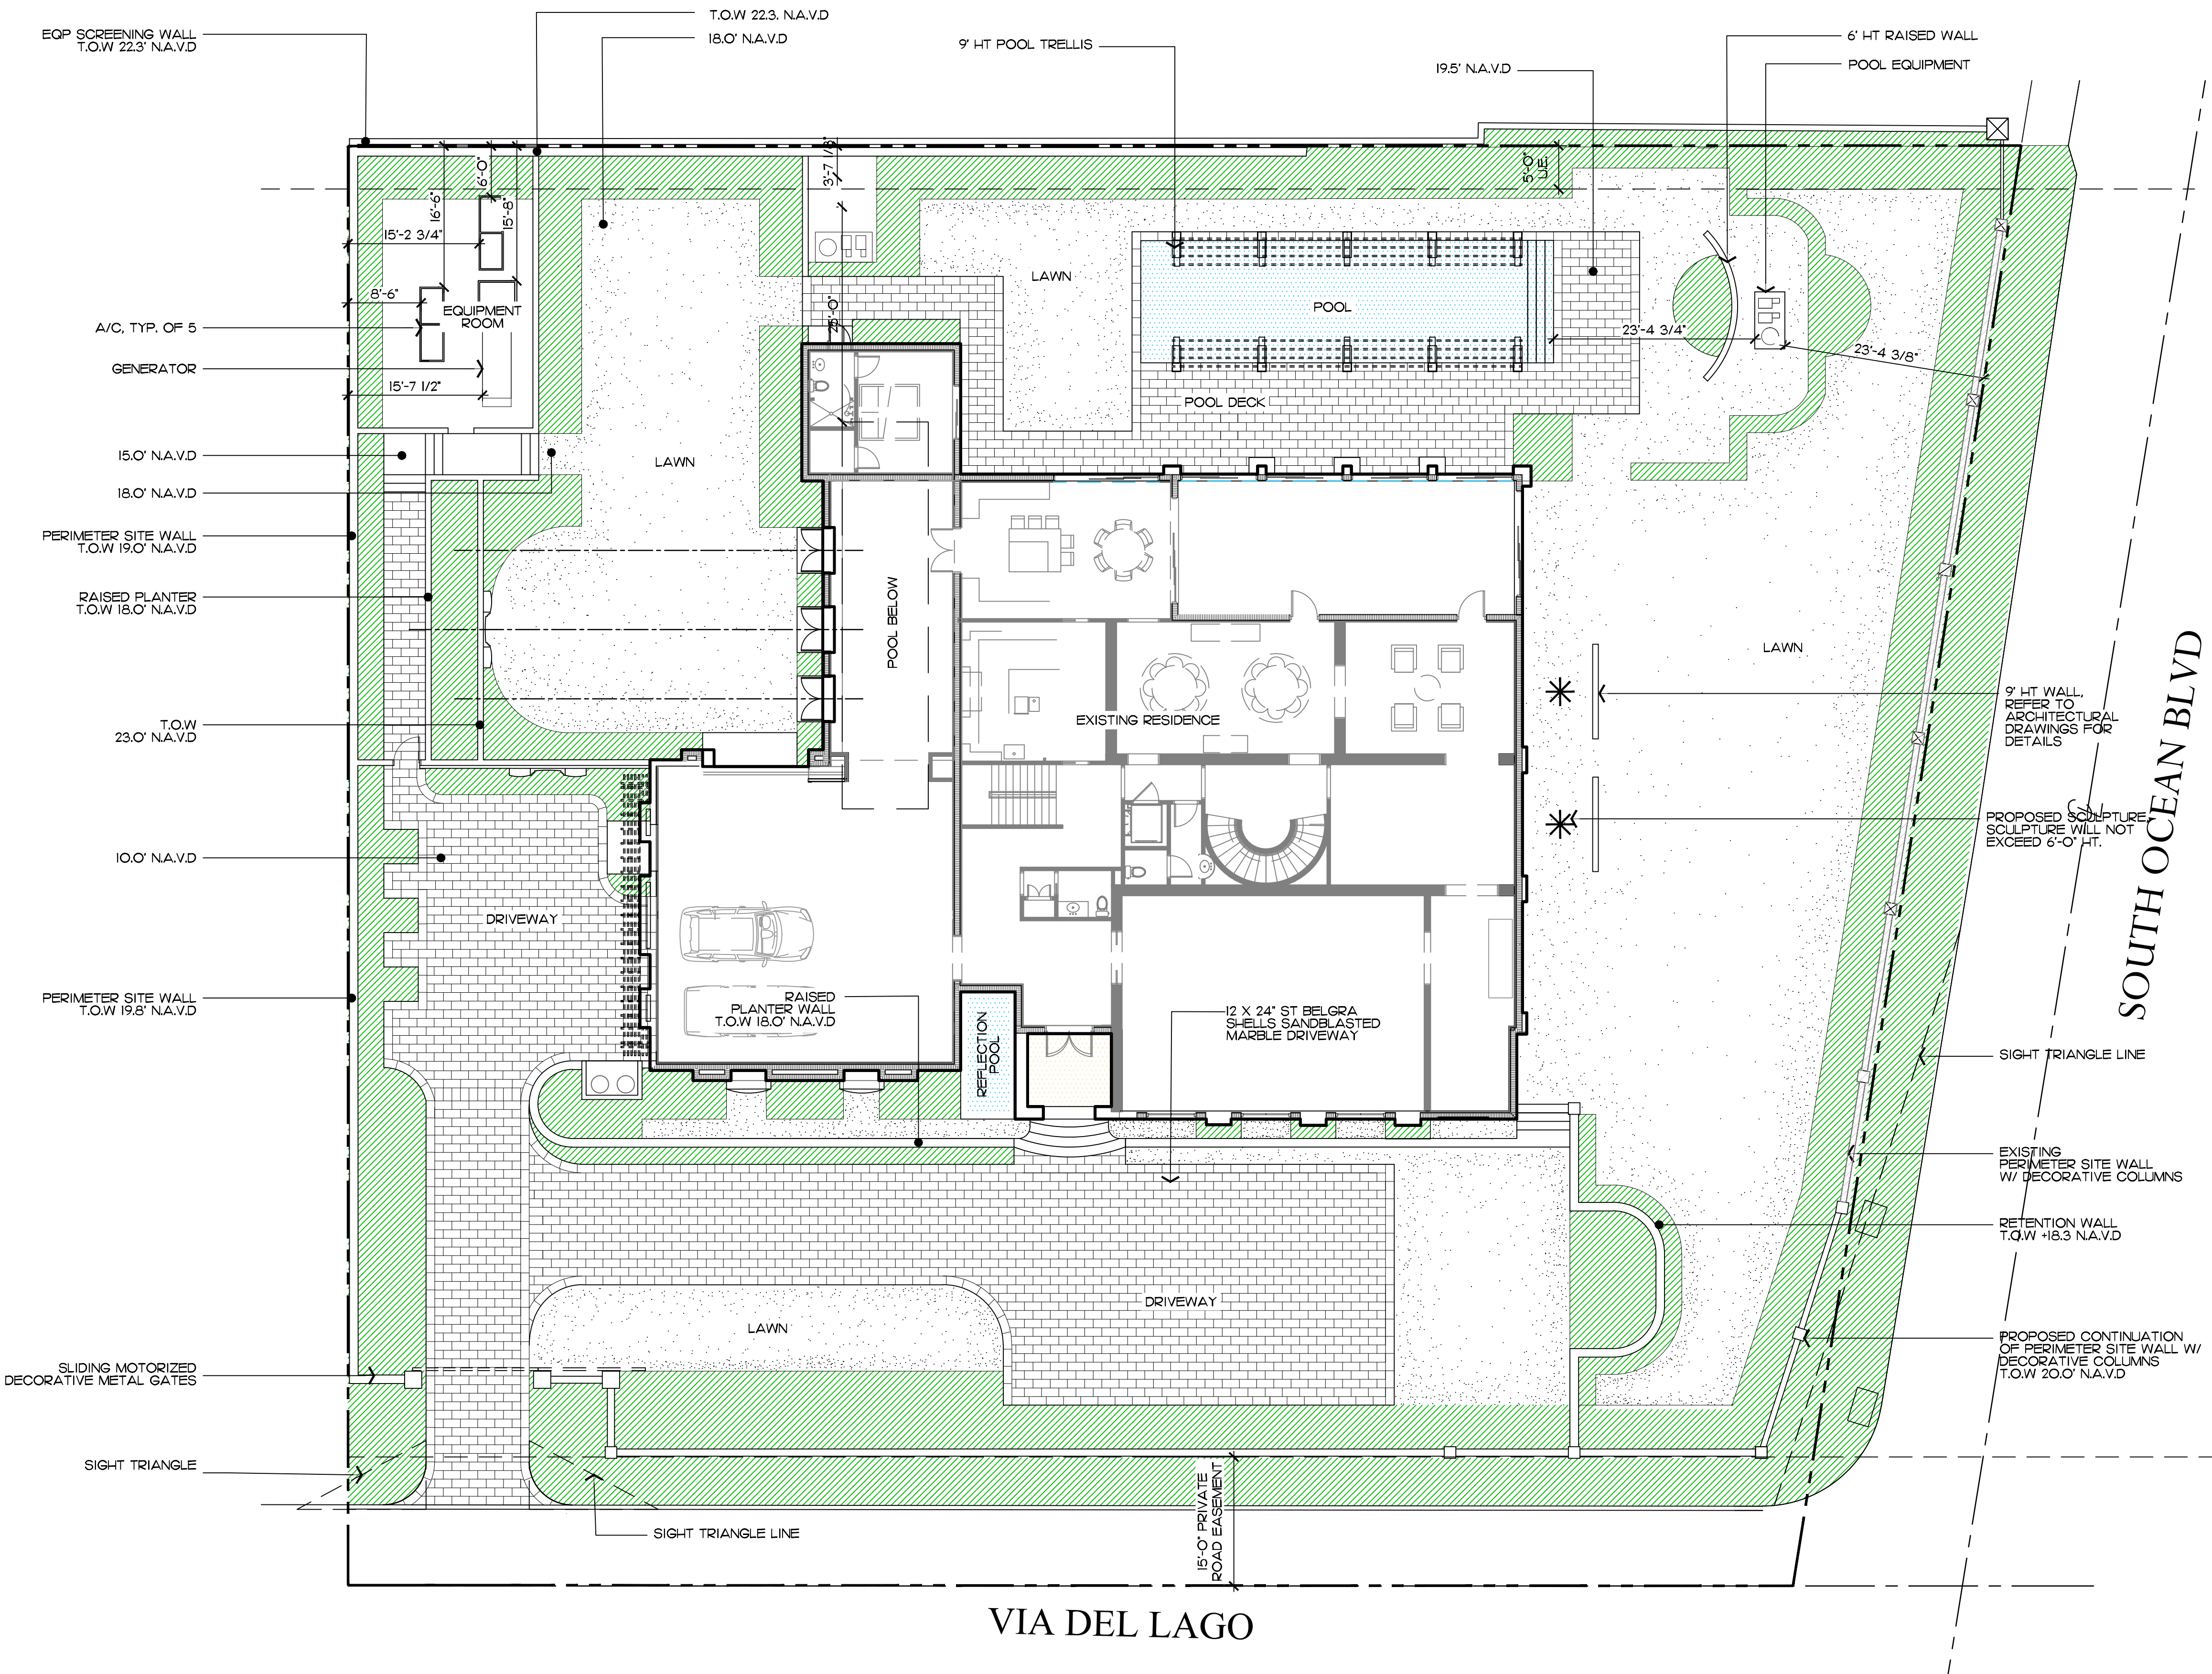 T.O.W 22.3. N.A.V.D
18.0' N.A.V.D
EQP SCREENING WALL
T.O.W 22.3' N.A.V.D
9' HT POOL TRELLIS
19.5' N.A.V.D
6' HT RAISED WALL
POOL EQUIPMENT
16'-6"
6'-0"
15'-8"
3'-7 1/8"
5'-0"
U.E.
15'-2 3/4"
8'-6"
EQUIPMENT
ROOM
A/C, TYP. OF 5
GENERATOR
15'-7 1/2"
25'-0"
LAWN
POOL
23'-4 3/4"
23'-4 3/8"
POOL DECK
15.0' N.A.V.D
LAWN
18.0' N.A.V.D
PERIMETER SITE WALL
T.O.W 19.0' N.A.V.D
RAISED PLANTER
T.O.W 18.0' N.A.V.D
POOL BELOW
LAWN
T.O.W
23.0' N.A.V.D
EXISTING RESIDENCE
9' HT WALL,
REFER TO
ARCHITECTURAL
DRAWINGS FOR
DETAILS
PROPOSED SCULPTURE,
SCULPTURE WILL NOT
EXCEED 6'-0" HT.
SOUTH OCEAN BLVD
10.0' N.A.V.D
DRIVEWAY
PERIMETER SITE WALL
T.O.W 19.8' N.A.V.D
RAISED
PLANTER WALL
T.O.W 18.0' N.A.V.D
REFLECTION
POOL
12 X 24" ST BELGRA
SHELLS SANDBLASTED
MARBLE DRIVEWAY
SIGHT TRIANGLE LINE
EXISTING
PERIMETER SITE WALL
W/ DECORATIVE COLUMNS
RETENTION WALL
T.O.W +18.3 N.A.V.D
DRIVEWAY
LAWN
PROPOSED CONTINUATION
OF PERIMETER SITE WALL W/
DECORATIVE COLUMNS
T.O.W 20.0' N.A.V.D
SLIDING MOTORIZED
DECORATIVE METAL GATES
SIGHT TRIANGLE
SIGHT TRIANGLE LINE
15'-0" PRIVATE
ROAD EASEMENT
VIA DEL LAGO